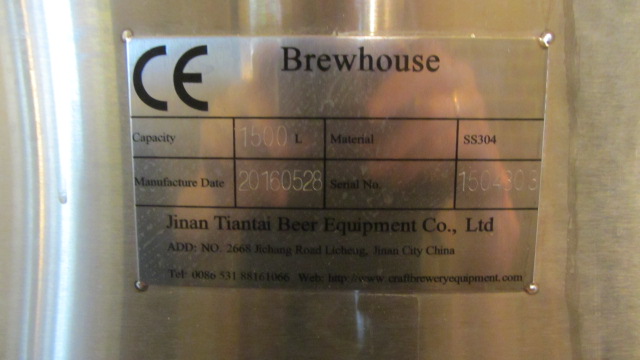 CE Brewhouse
Capacity 1500 L Material SS304
Manufacture Date 20160528 Serial No.
Jinan Tiantai Beer Equipment Co., Ltd
ADD: NO. 2668 Jichang Road Licheng, Jinan City China
Tel: 0086 531 88161066 Web: http://www.craftbreweryequipment.com